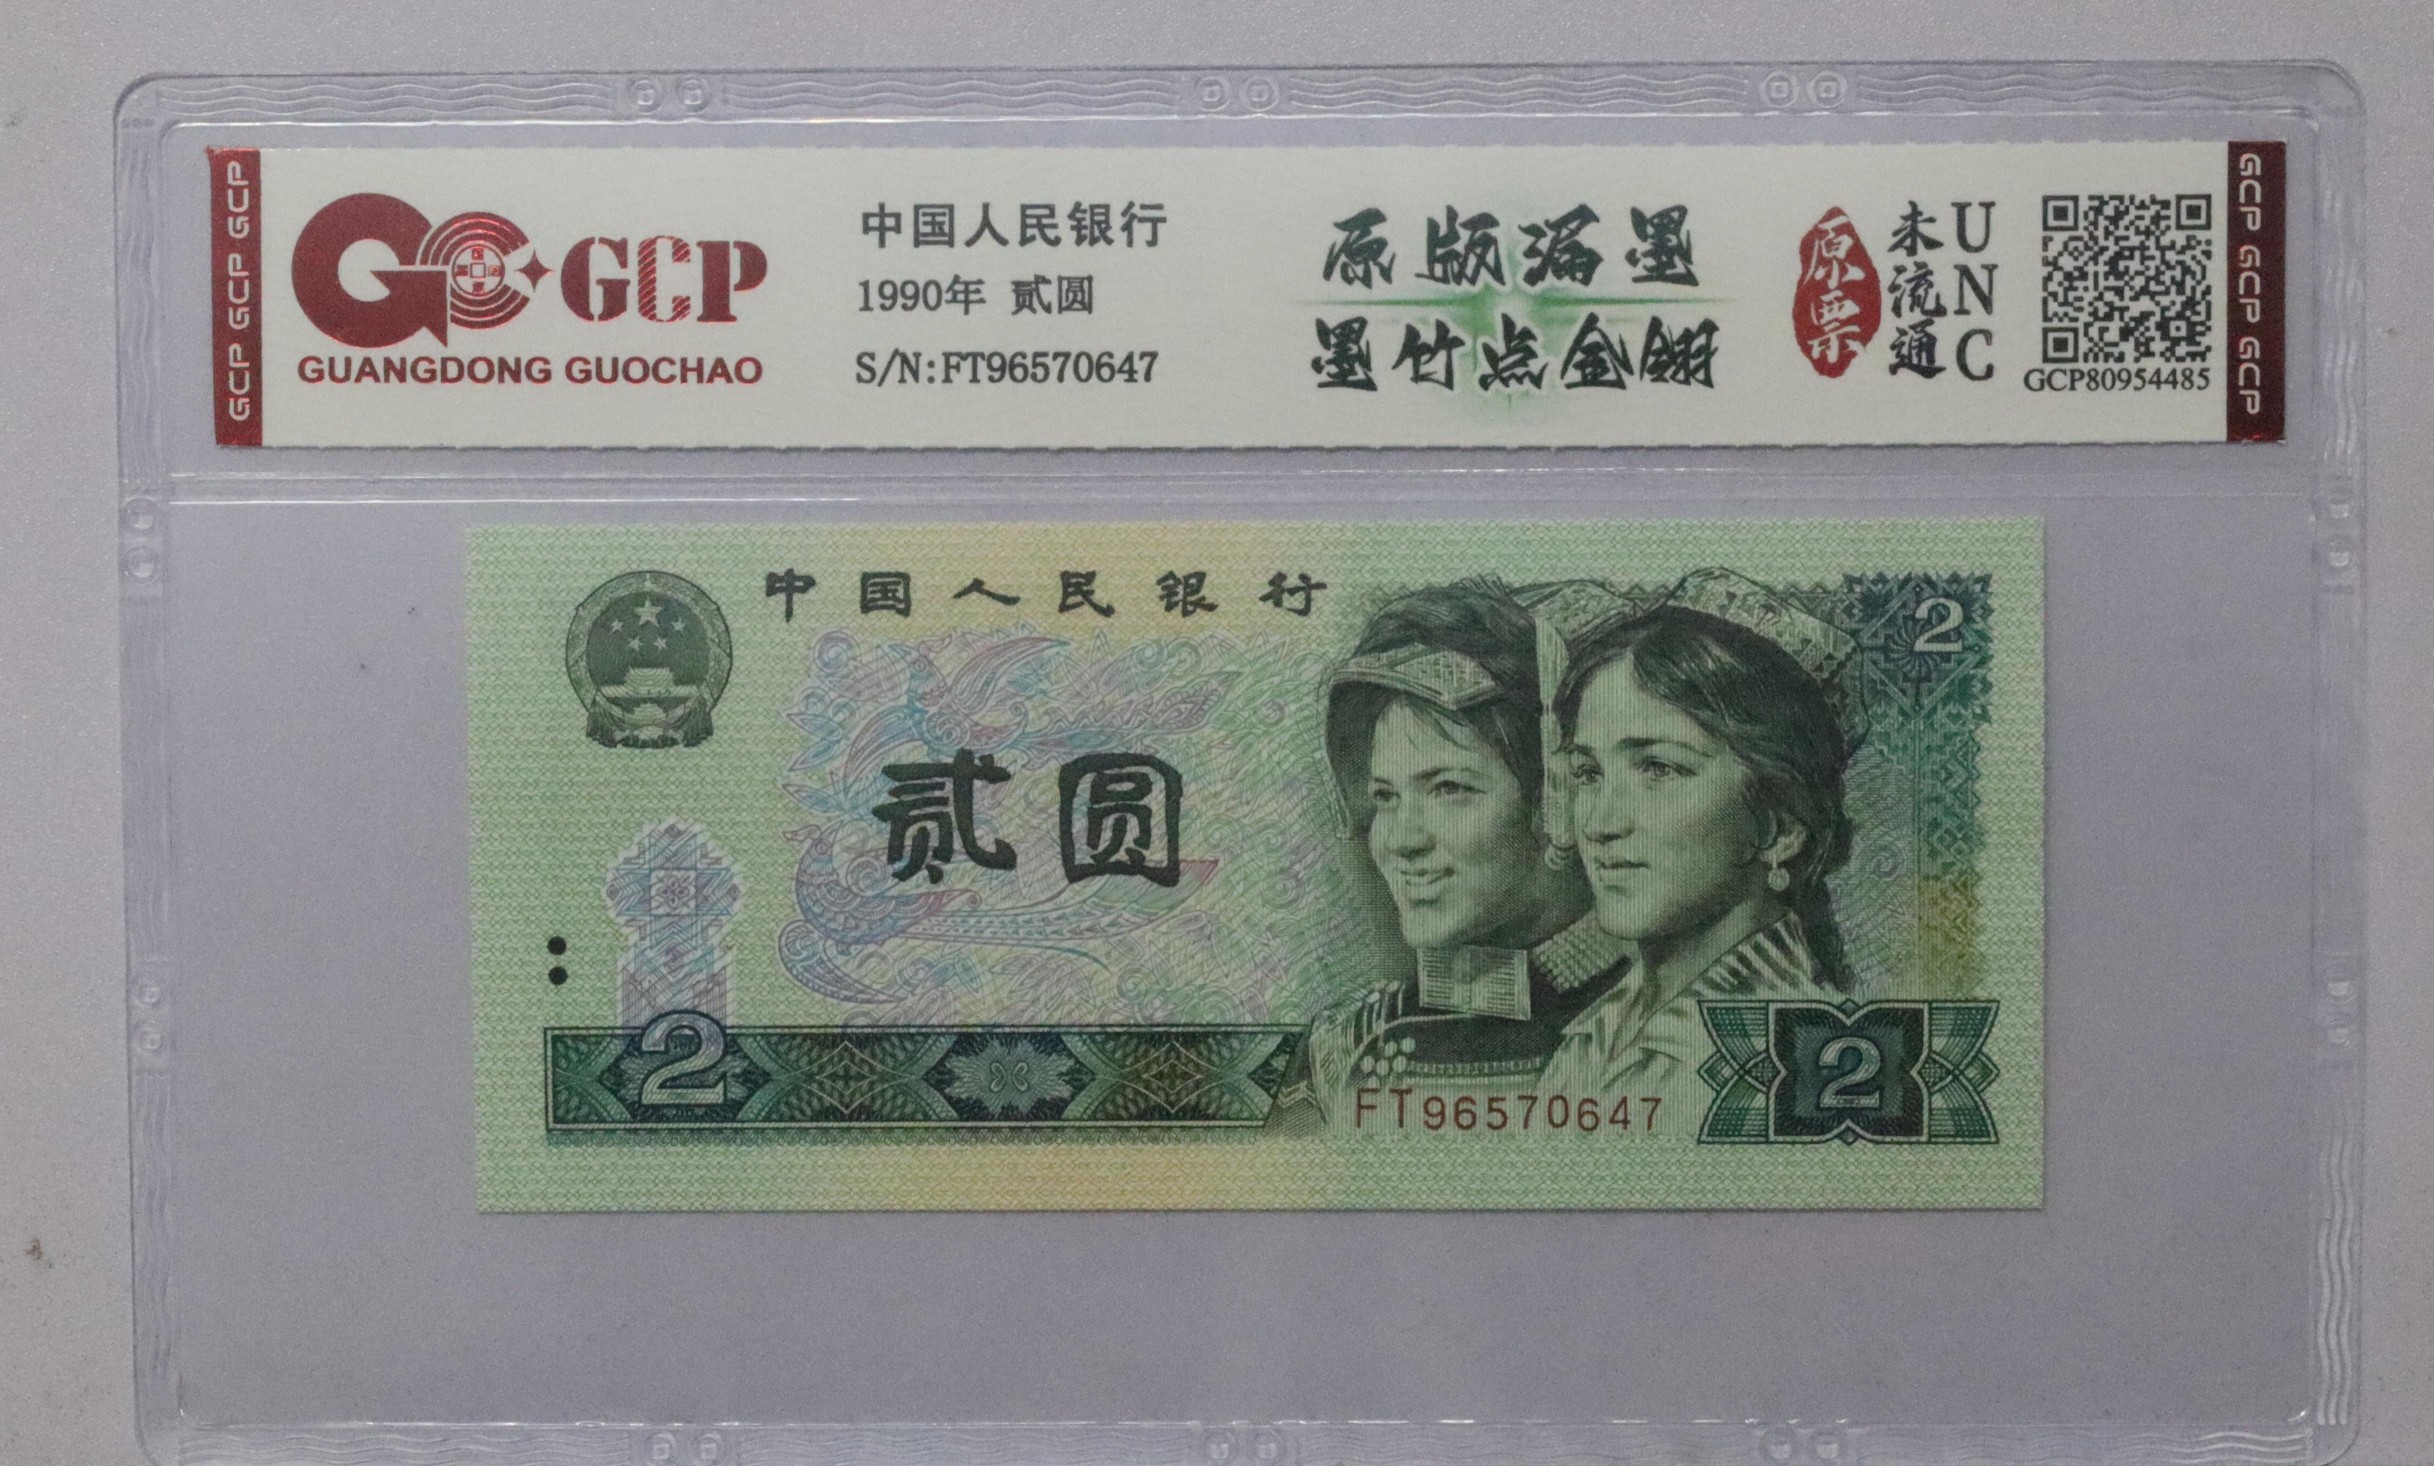 GCP GCP GCP
GCP
GUANGDONG GUOCHAO
中国人民银行
1990年 贰圆
S/N:FT96570647
原版漏墨
墨竹点金翅
原票
未流通
UNC
GCP80954485
GCP GCP GCP
中国人民银行
2
贰圆
2
FT96570647
2